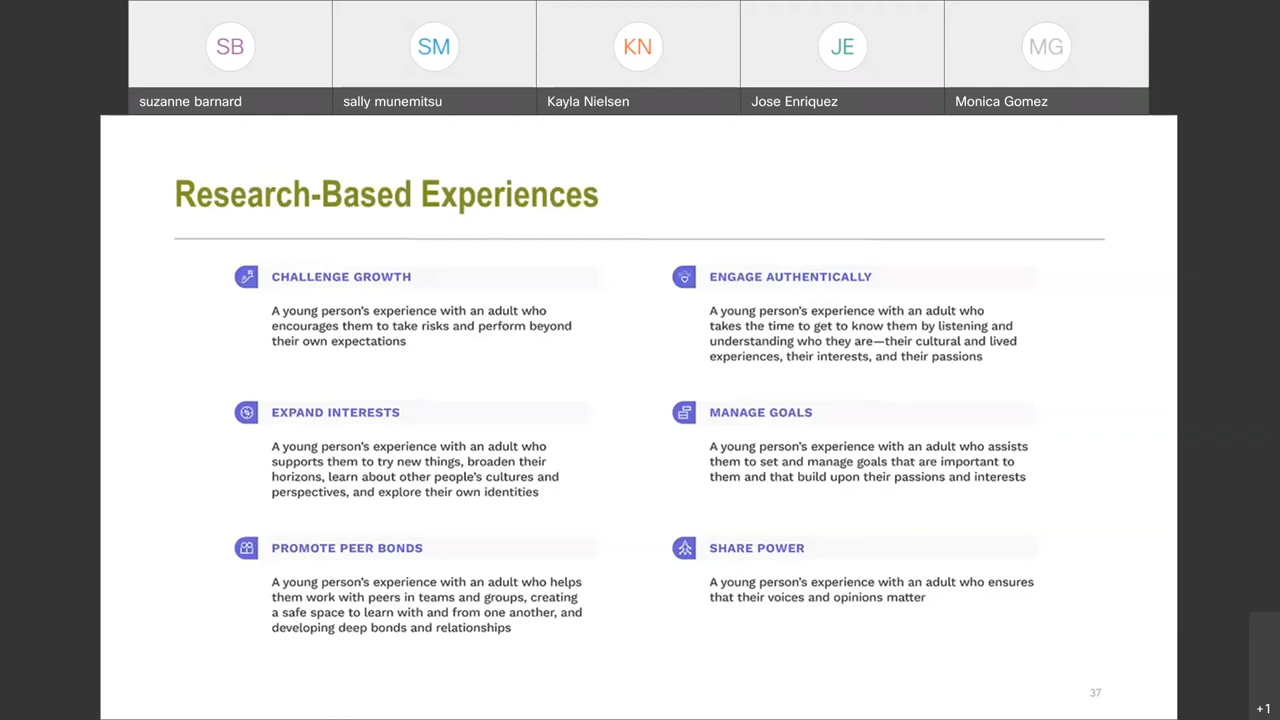 SB
SM
KN
JE
MG
suzanne barnard
sally munemitsu
Kayla Nielsen
Jose Enriquez
Monica Gomez
Research-Based Experiences
CHALLENGE GROWTH
A young person's experience with an adult who
encourages them to take risks and perform beyond
their own expectations
ENGAGE AUTHENTICALLY
A young person's experience with an adult who
takes the time to get to know them by listening and
understanding who they are—their cultural and lived
experiences, their interests, and their passions
EXPAND INTERESTS
A young person's experience with an adult who
supports them to try new things, broaden their
horizons, learn about other people's cultures and
perspectives, and explore their own identities
MANAGE GOALS
A young person's experience with an adult who assists
them to set and manage goals that are important to
them and that build upon their passions and interests
PROMOTE PEER BONDS
A young person's experience with an adult who helps
them work with peers in teams and groups, creating
a safe space to learn with and from one another, and
developing deep bonds and relationships
SHARE POWER
A young person's experience with an adult who ensures
that their voices and opinions matter
37
+1